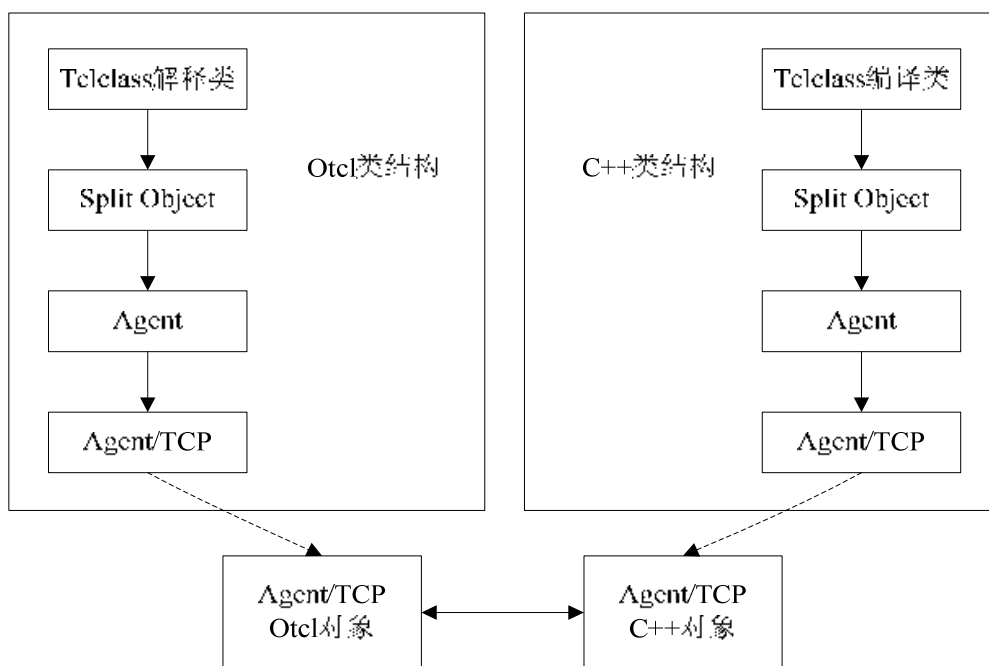 Tclclass解释类
Split Object
Agent
Agent/TCP
Otcl类结构
Tclclass编译类
Split Object
Agent
Agent/TCP
C++类结构
Agent/TCP
Otcl对象
Agent/TCP
C++对象